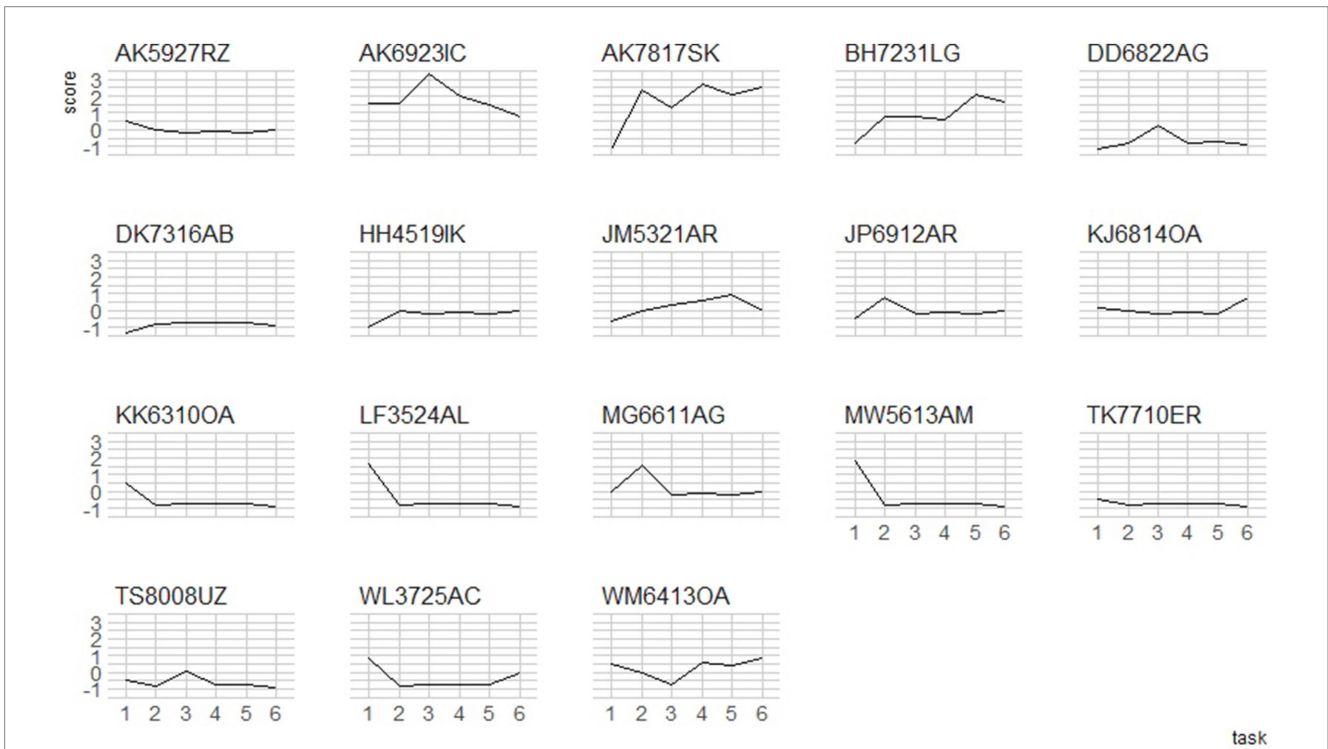 AK5927RZ AK6923IC AK7817SK BH7231LG DD6822AG
score
3
2
1
0
-1
DK7316AB HH4519IK JM5321AR JP6912AR KJ6814OA
3
2
1
0
-1
KK6310OA LF3524AL MG6611AG MW5613AM TK7710ER
3
2
1
0
-1
1 2 3 4 5 6 1 2 3 4 5 6
TS8008UZ WL3725AC WM6413OA
3
2
1
0
-1
1 2 3 4 5 6 1 2 3 4 5 6 1 2 3 4 5 6
task